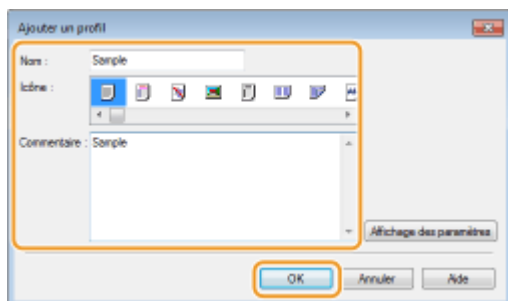 Ajouter un profil
Nom : Sample
Icône :
Commentaire : Sample
Affichage des paramètres
OK Annuler Aide